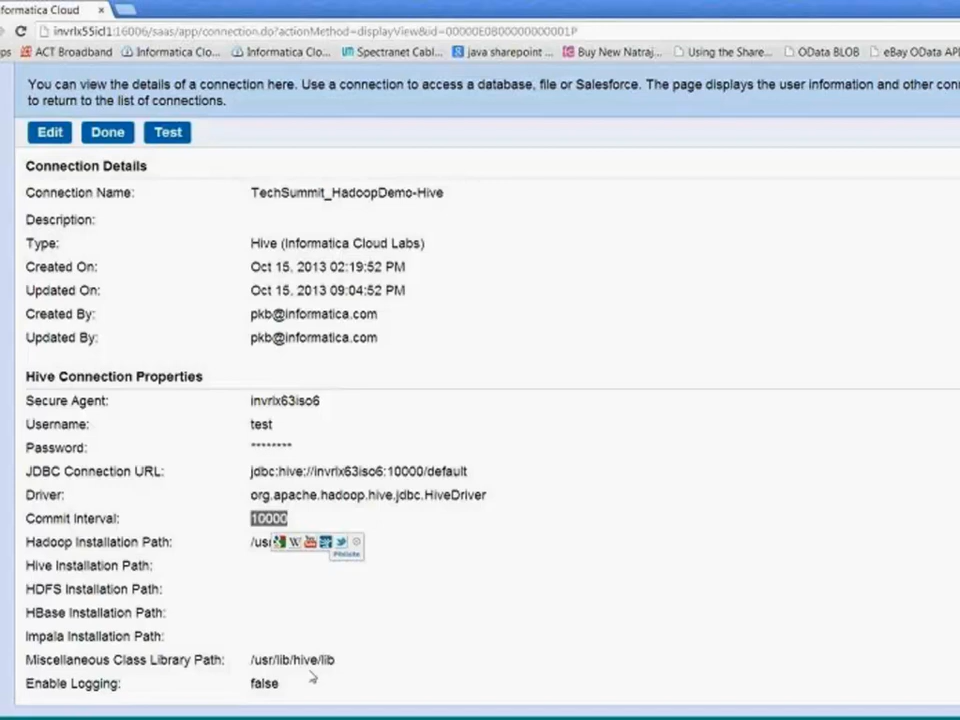 nformatica Cloud
invrlx55icl1:16006/saas/app/connection.do?actionMethod=displayView&id=00000E0B00000000001P
ps ACT Broadband Informatica Clo... Informatica Clo... Spectranet Cabl... java sharepoint ... Buy New Natraj... Using the Share... OData BLOB eBay OData API
You can view the details of a connection here. Use a connection to access a database, file or Salesforce. The page displays the user information and other con
to return to the list of connections.
Edit Done Test
Connection Details
Connection Name: TechSummit_HadoopDemo-Hive
Description:
Type: Hive (Informatica Cloud Labs)
Created On: Oct 15, 2013 02:19:52 PM
Updated On: Oct 15, 2013 09:04:52 PM
Created By: pkb@informatica.com
Updated By: pkb@informatica.com
Hive Connection Properties
Secure Agent: invrlx63iso6
Username: test
Password: ********
JDBC Connection URL: jdbc:hive://invrlx63iso6:10000/default
Driver: org.apache.hadoop.hive.jdbc.HiveDriver
Commit Interval: 10000
Hadoop Installation Path: /usr
Hive Installation Path:
HDFS Installation Path:
HBase Installation Path:
Impala Installation Path:
Miscellaneous Class Library Path: /usr/lib/hive/lib
Enable Logging: false